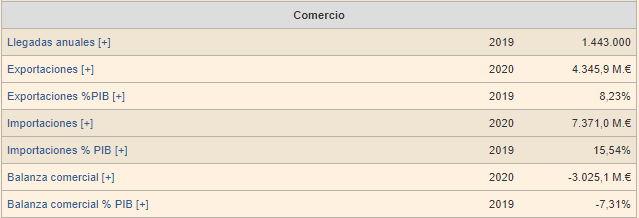 Comercio
Llegadas anuales [+] 2019 1.443.000
Exportaciones [+] 2020 4.345,9 M.€
Exportaciones %PIB [+] 2019 8,23%
Importaciones [+] 2020 7.371,0 M.€
Importaciones % PIB [+] 2019 15,54%
Balanza comercial [+] 2020 -3.025,1 M.€
Balanza comercial % PIB [+] 2019 -7,31%